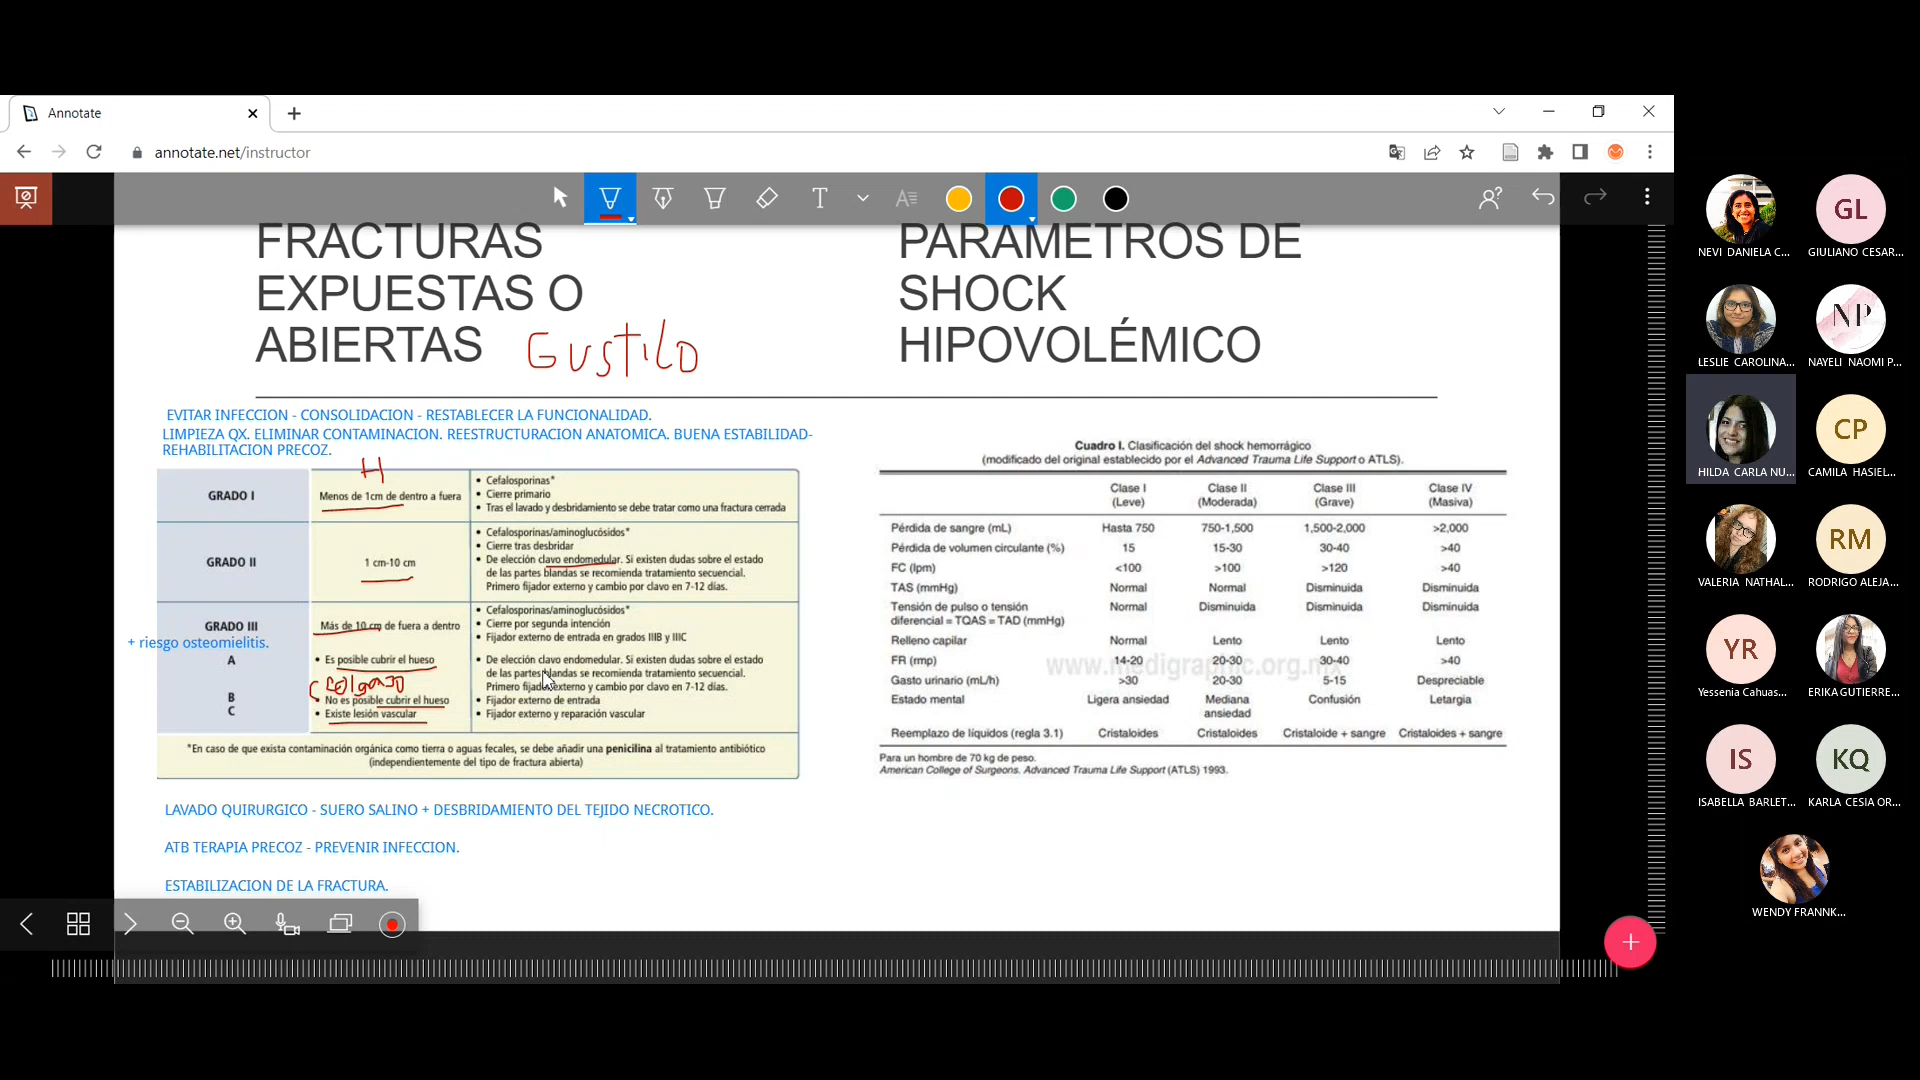 Annotate
annotate.net/instructor
FRACTURAS
EXPUESTAS O
ABIERTAS
GUSTILO
PARAMETROS DE
SHOCK
HIPOVOLÉMICO
EVITAR INFECCION - CONSOLIDACION - RESTABLECER LA FUNCIONALIDAD.
LIMPIEZA QX. ELIMINAR CONTAMINACION. REESTRUCTURACION ANATOMICA. BUENA ESTABILIDAD-
REHABILITACION PRECOZ.
H
GRADO I
Menos de 1cm de dentro a fuera
• Cefalosporinas*
• Cierre primario
• Tras el lavado y desbridamiento se debe tratar como una fractura cerrada
GRADO II
1 cm-10 cm
• Cefalosporinas/aminoglucósidos*
• Cierre tras desbridar
• De elección clavo endomedular. Si existen dudas sobre el estado
de las partes blandas se recomienda tratamiento secuencial.
Primero fijador externo y cambio por clavo en 7-12 días.
GRADO III
Más de 10 cm de fuera a dentro
• Cefalosporinas/aminoglucósidos*
• Cierre por segunda intención
• Fijador externo de entrada en grados IIIB y IIIC
+ riesgo osteomielitis.
A
• Es posible cubrir el hueso
• De elección clavo endomedular. Si existen dudas sobre el estado
de las partes blandas se recomienda tratamiento secuencial.
Primero fijador externo y cambio por clavo en 7-12 días.
Colgajo
B
• No es posible cubrir el hueso
• Fijador externo de entrada
C
• Existe lesión vascular
• Fijador externo y reparación vascular
*En caso de que exista contaminación orgánica como tierra o aguas fecales, se debe añadir una penicilina al tratamiento antibiótico
(independientemente del tipo de fractura abierta)
LAVADO QUIRURGICO - SUERO SALINO + DESBRIDAMIENTO DEL TEJIDO NECROTICO.
ATB TERAPIA PRECOZ - PREVENIR INFECCION.
ESTABILIZACION DE LA FRACTURA.
Cuadro I. Clasificación del shock hemorrágico
(modificado del original establecido por el Advanced Trauma Life Support o ATLS).
Clase I Clase II Clase III Clase IV
(Leve) (Moderada) (Grave) (Masiva)
Pérdida de sangre (mL) Hasta 750 750-1,500 1,500-2,000 >2,000
Pérdida de volumen circulante (%) 15 15-30 30-40 >40
FC (lpm) <100 >100 >120 >40
TAS (mmHg) Normal Normal Disminuida Disminuida
Tensión de pulso o tensión Normal Disminuida Disminuida Disminuida
diferencial = TQAS = TAD (mmHg)
Relleno capilar Normal Lento Lento Lento
FR (rmp) 14-20 20-30 30-40 >40
www.medigraphic.org.mx
Gasto urinario (mL/h) >30 20-30 5-15 Despreciable
Estado mental Ligera ansiedad Mediana Confusión Letargia
ansiedad
Reemplazo de líquidos (regla 3.1) Cristaloides Cristaloides Cristaloide + sangre Cristaloides + sangre
Para un hombre de 70 kg de peso.
American College of Surgeons. Advanced Trauma Life Support (ATLS) 1993.
NEVI DANIELA C...
GL
GIULIANO CESAR...
LESLIE CAROLINA...
NP
NAYELI NAOMI P...
HILDA CARLA NU...
CP
CAMILA HASIEL...
VALERIA NATHAL...
RM
RODRIGO ALEJA...
YR
Yessenia Cahuas...
ERIKA GUTIERRE...
IS
ISABELLA BARLET...
KQ
KARLA CESIA OR...
WENDY FRANNK...